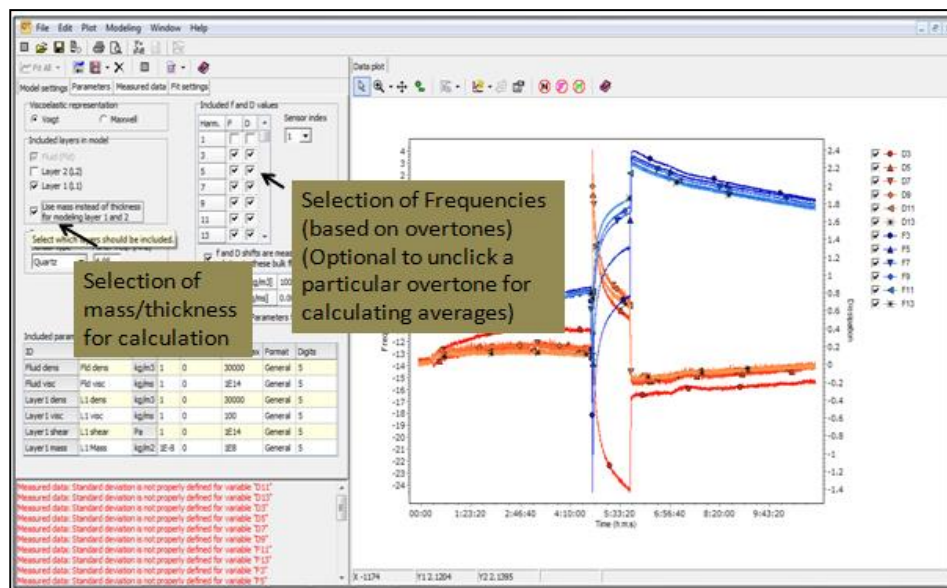 File Edit Plot Modeling Window Help
Fit All
Data plot
Model settings Parameters Measured data Fit settings
Viscoelastic representation
Voigt Maxwell
Included layers in model
Fluid (Fld)
Layer 2 (L2)
Layer 1 (L1)
Use mass instead of thickness
for modeling layer 1 and 2
Select which layers should be included.
Quartz
Included f and D values
Harm. F D
1
3
5
7
9
11
13
Sensor index
1
F and D shifts are
these bulk
Selection of
mass/thickness
for calculation
Selection of Frequencies
(based on overtones)
(Optional to unclick a
particular overtone for
calculating averages)
Included
ID Format Digits
Fluid dens Fld dens kg/m3 1 0 30000 General 5
Fluid visc Fld visc kg/ms 1 0 1E14 General 5
Layer1 dens L1 dens kg/m3 1 0 30000 General 5
Layer1 visc L1 visc kg/ms 1 0 100 General 5
Layer1 shear L1 shear Pa 1 0 1E14 General 5
Layer1 mass L1 Mass kg/m2 1E-8 0 1E8 General 5
Measured data: Standard deviation is not properly defined for variable "D11"
Measured data: Standard deviation is not properly defined for variable "D13"
Measured data: Standard deviation is not properly defined for variable "D3"
Measured data: Standard deviation is not properly defined for variable "D5"
Measured data: Standard deviation is not properly defined for variable "D7"
Measured data: Standard deviation is not properly defined for variable "D9"
Measured data: Standard deviation is not properly defined for variable "F11"
Measured data: Standard deviation is not properly defined for variable "F13"
Measured data: Standard deviation is not properly defined for variable "F3"
Measured data: Standard deviation is not properly defined for variable "F5"
4
3
2
1
-12
-13
-14
-15
-16
-17
-18
-19
-20
-21
-22
-23
-24
2.4
2.2
2
1.8
1.6
1.4
1.2
1
Dissipation
0.4
0.2
0
-0.2
-0.4
-0.6
-0.8
-1
-1.2
-1.4
00:00 1:23:20 2:46:40 4:10:00 5:33:20 6:56:40 8:20:00 9:43:20
Time (h:m:s)
D3
D5
D7
D9
D11
D13
F3
F5
F7
F9
F11
F13
X -1174 Y1 2.1204 Y2 2.1395